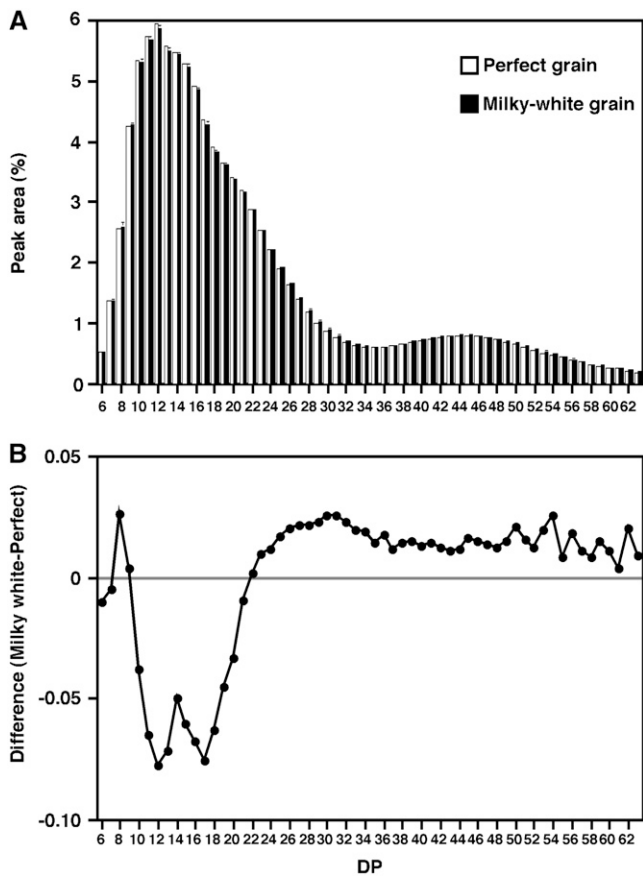 A
6
5
4
3
2
1
0
Peak area (%)
Perfect grain
Milky-white grain
6 8 10 12 14 16 18 20 22 24 26 28 30 32 34 36 38 40 42 44 46 48 50 52 54 56 58 60 62
B
0.05
0
-0.05
-0.10
Difference (Milky white-Perfect)
6 8 10 12 14 16 18 20 22 24 26 28 30 32 34 36 38 40 42 44 46 48 50 52 54 56 58 60 62
DP